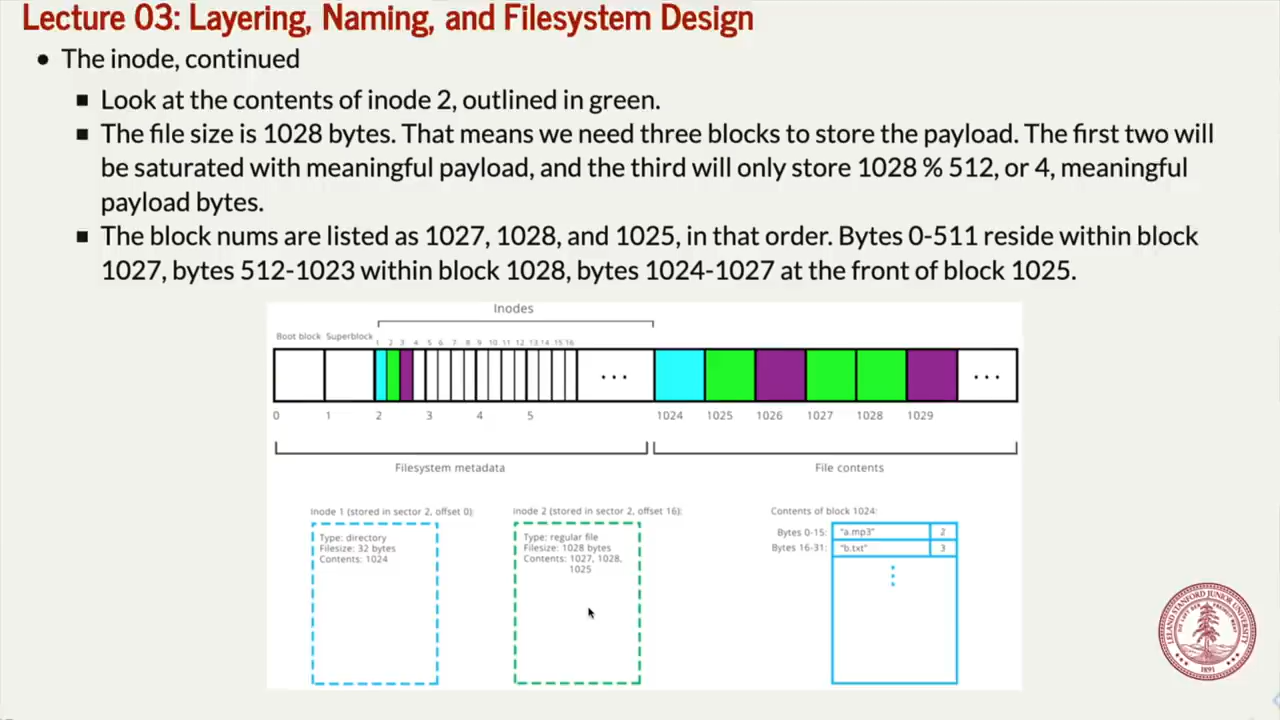 Lecture 03: Layering, Naming, and Filesystem Design
The inode, continued
Look at the contents of inode 2, outlined in green.
The file size is 1028 bytes. That means we need three blocks to store the payload. The first two will
be saturated with meaningful payload, and the third will only store 1028 % 512, or 4, meaningful
payload bytes.
The block nums are listed as 1027, 1028, and 1025, in that order. Bytes 0-511 reside within block
1027, bytes 512-1023 within block 1028, bytes 1024-1027 at the front of block 1025.
Inodes
Boot block Superblock 1 2 3 4 5 6 7 8 9 10 11 12 13 14 15 16
... ...
0 1 2 3 4 5 1024 1025 1026 1027 1028 1029
Filesystem metadata File contents
Inode 1 (stored in sector 2, offset 0): Inode 2 (stored in sector 2, offset 16): Contents of block 1024:
Type: directory
Filesize: 32 bytes
Contents: 1024
Type: regular file
Filesize: 1028 bytes
Contents: 1027, 1028,
1025
Bytes 0-15: "a.mp3" 2
Bytes 16-31: "b.txt" 3
LELAND STANFORD JUNIOR UNIVERSITY
1891